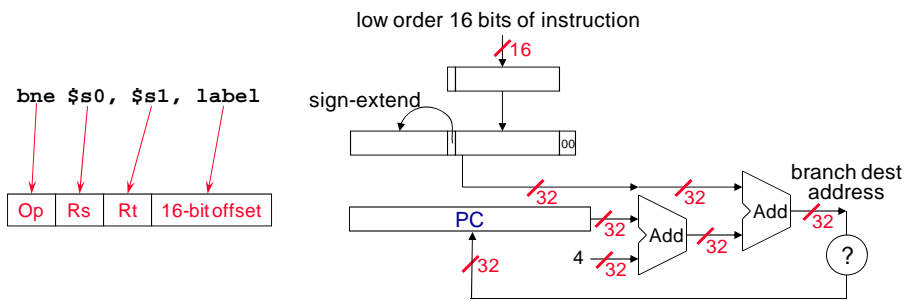 low order 16 bits of instruction
16
bne $s0, $s1, label
sign-extend
00
branch dest
address
32
32
32
Op Rs Rt 16-bit offset
PC
32
Add
32
Add
32
4
32
32
?